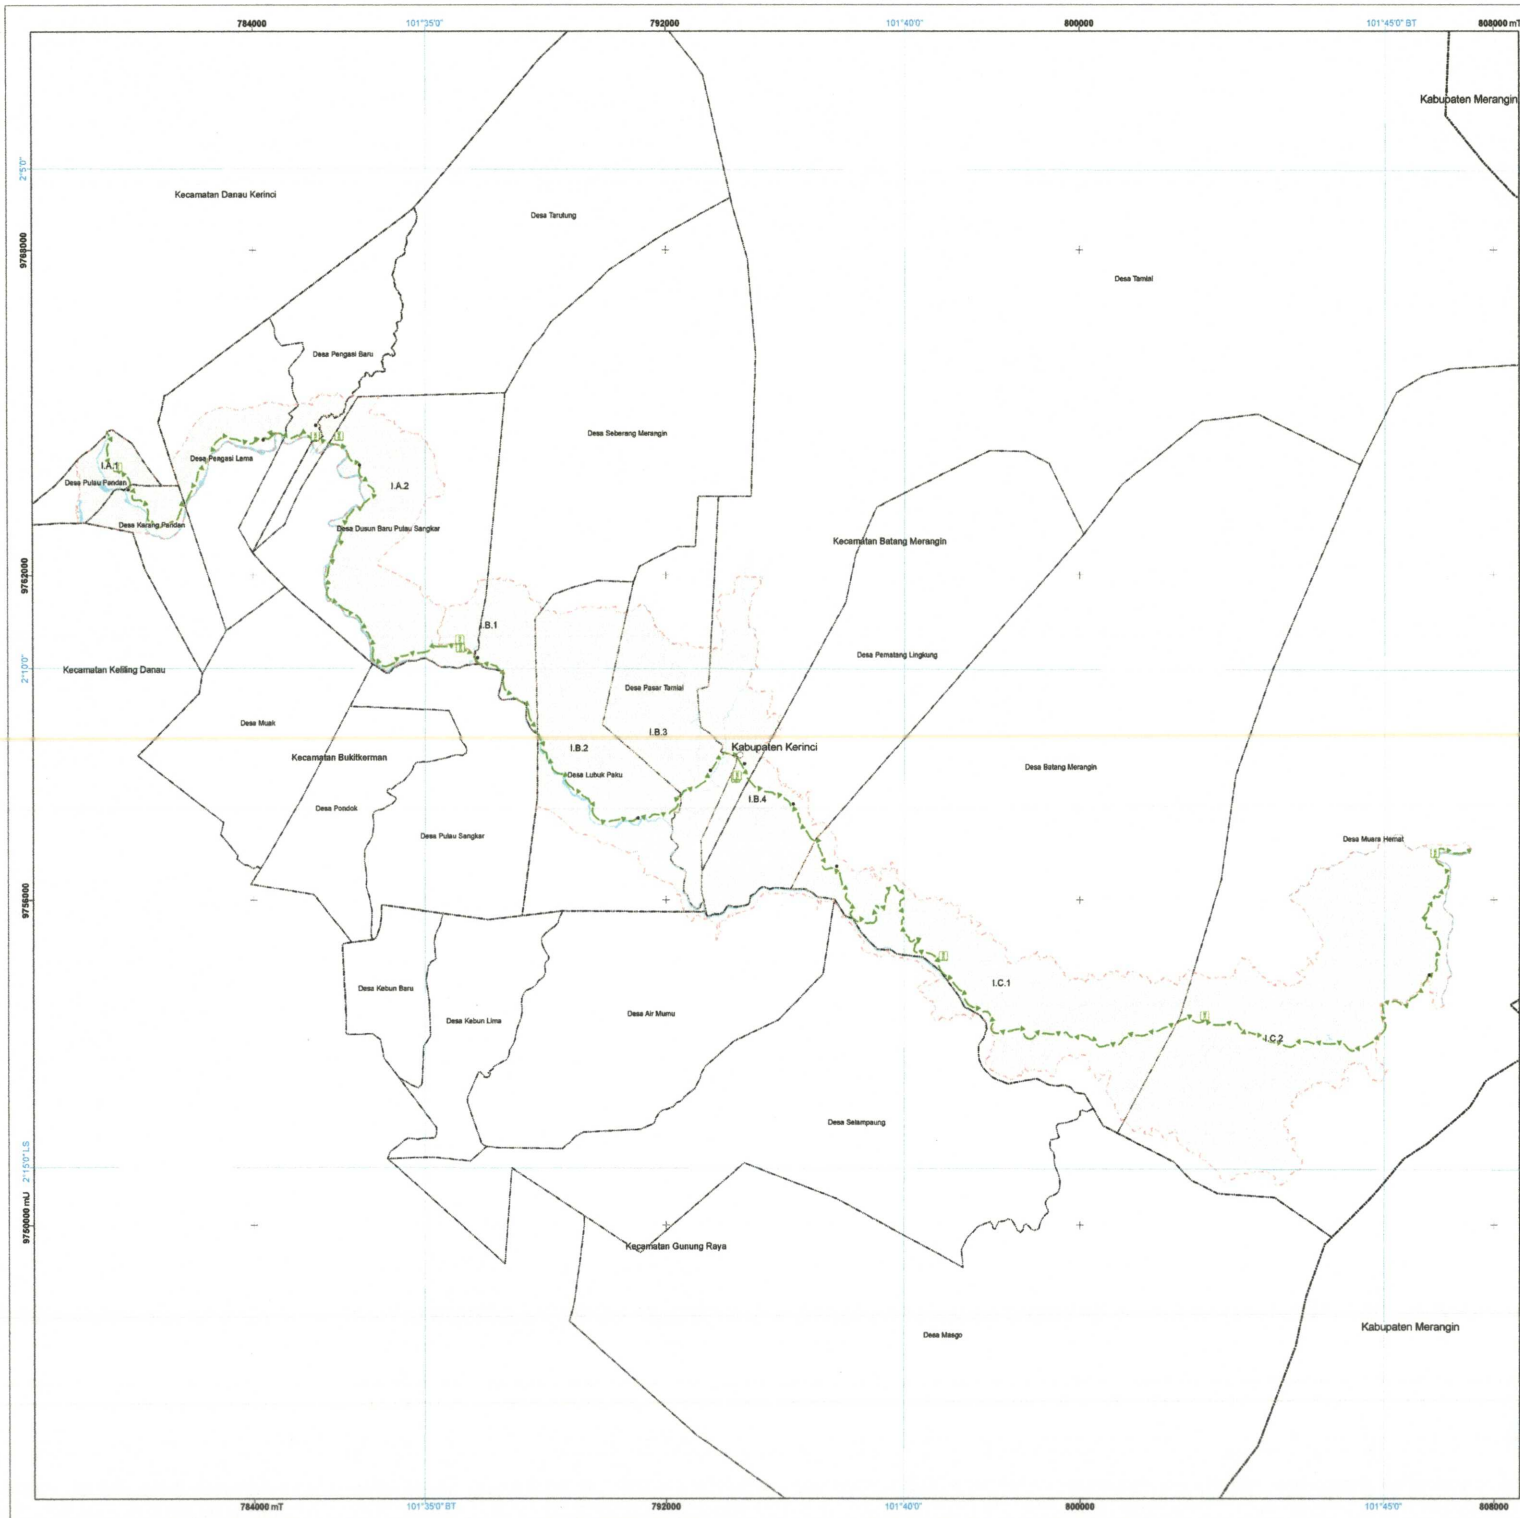 784000
101°35'0"
792000
101°40'0"
800000
101°45'0" BT
808000 mT
Kabupaten Merangin
2°5'0"
Kecamatan Danau Kerinci
Desa Tarutung
9768000
Desa Tamial
Desa Pengasi Baru
Desa Seberang Merangin
Desa Pengasi Lama
I.A.1
Desa Pulau Pandan
I.A.2
Desa Karang Pandan
Desa Dusun Baru Pulau Sangkar
Kecamatan Batang Merangin
9762000
I.B.1
Desa Pematang Lingkung
2°10'0"
Kecamatan Keliling Danau
Desa Pasar Tamial
Desa Muak
I.B.3
I.B.2
Kabupaten Kerinci
Kecamatan Bukitkerman
Desa Lubuk Paku
Desa Batang Merangin
I.B.4
Desa Pondok
Desa Pulau Sangkar
Desa Muara Hemat
9756000
Desa Kebun Baru
I.C.1
Desa Air Mumu
Desa Kebun Lima
I.C.2
Desa Selampaung
2°15'0" LS
9750000 mU
Kecamatan Gunung Raya
Kabupaten Merangin
Desa Masgo
784000 mT
101°35'0" BT
792000
101°40'0"
800000
101°45'0"
808000